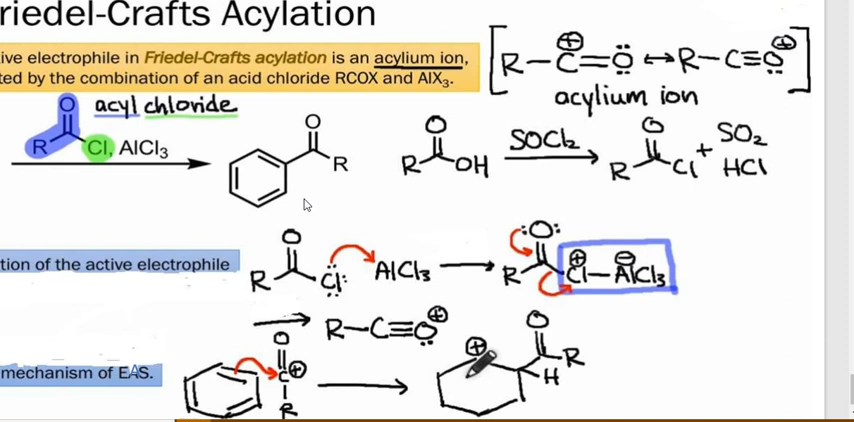 riedel-Crafts Acylation
ive electrophile in Friedel-Crafts acylation is an acylium ion,
ted by the combination of an acid chloride RCOX and AlX₃.
R–C=Ö ↔ R–C≡O
⊕ ⊕
acylium ion
acyl chloride
O
R Cl, AlCl₃
O
R
O
R OH
SOCl₂
O
R Cl + SO₂
HCl
tion of the active electrophile
O
R Cl: AlCl₃
:O:
R Cl–AlCl₃
⊕ ⊖
R–C≡O⊕
mechanism of EAS.
O
C⊕
R
⊕
O
R
H